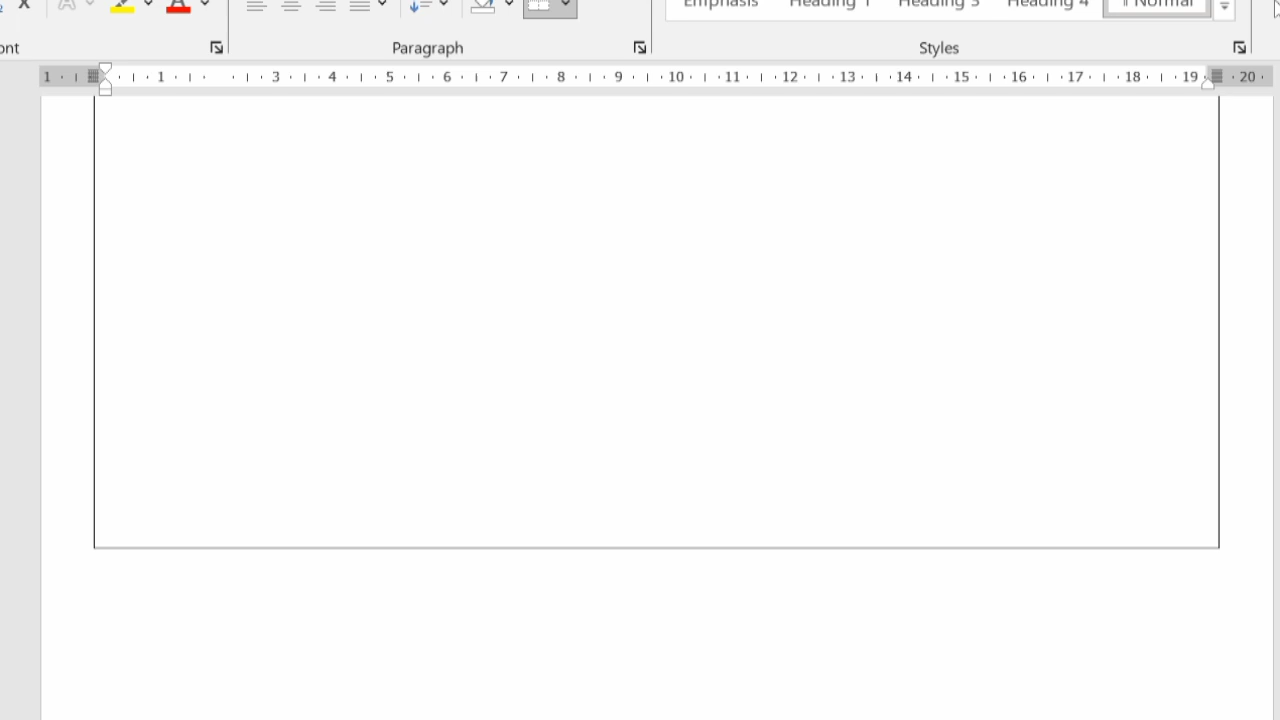 Emphasis Heading 1 Heading 3 Heading 4 ¶ Normal
ont Paragraph Styles
1 1 3 4 5 6 7 8 9 10 11 12 13 14 15 16 17 18 19 20